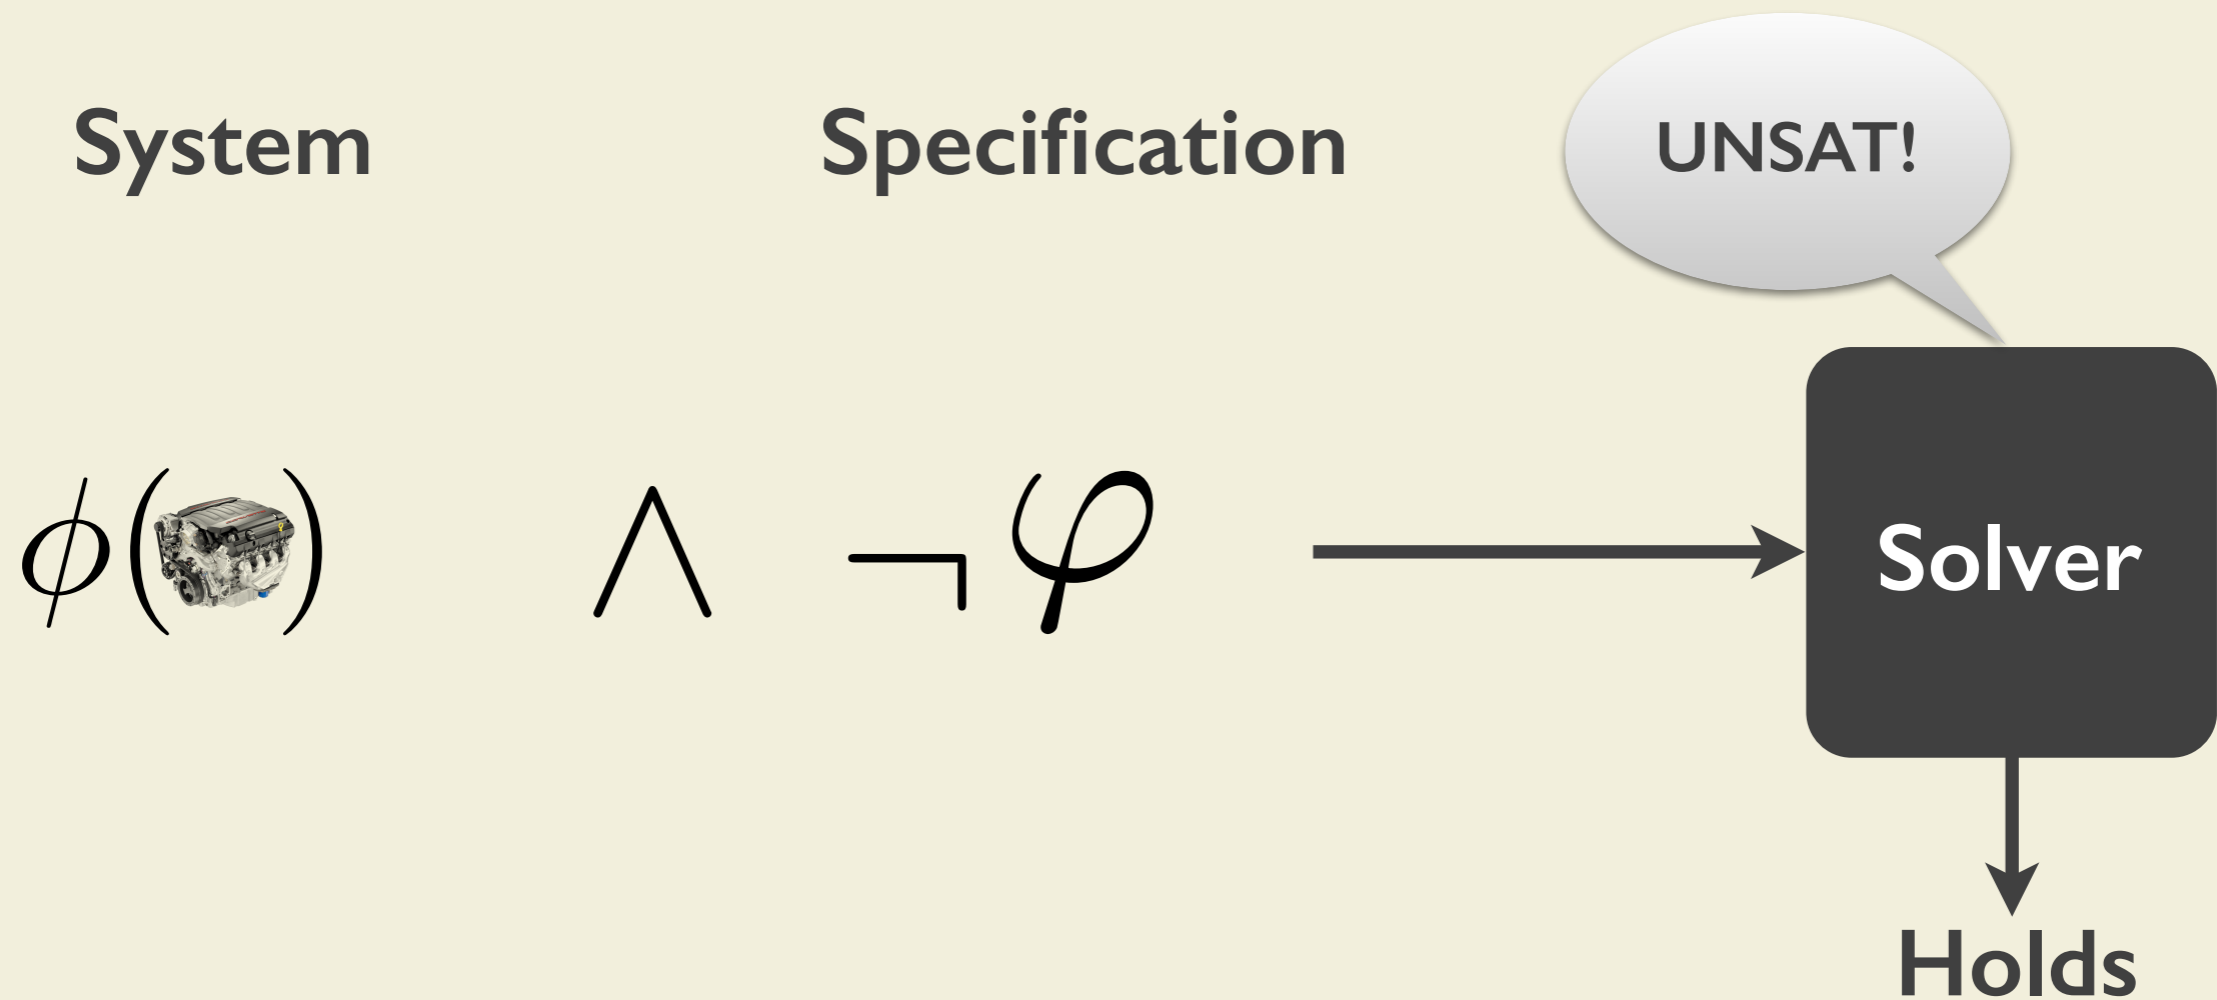 System
Specification
UNSAT!
ϕ( ) ∧ ¬φ
Solver
Holds